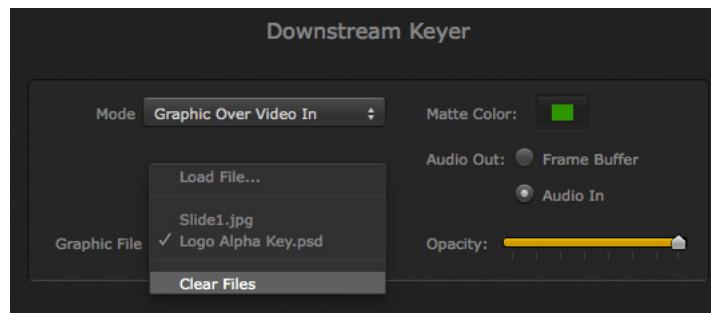 Downstream Keyer
Mode Graphic Over Video In
Matte Color:
Audio Out: Frame Buffer
Audio In
Load File...
Slide1.jpg
Graphic File ✓ Logo Alpha Key.psd
Opacity:
Clear Files